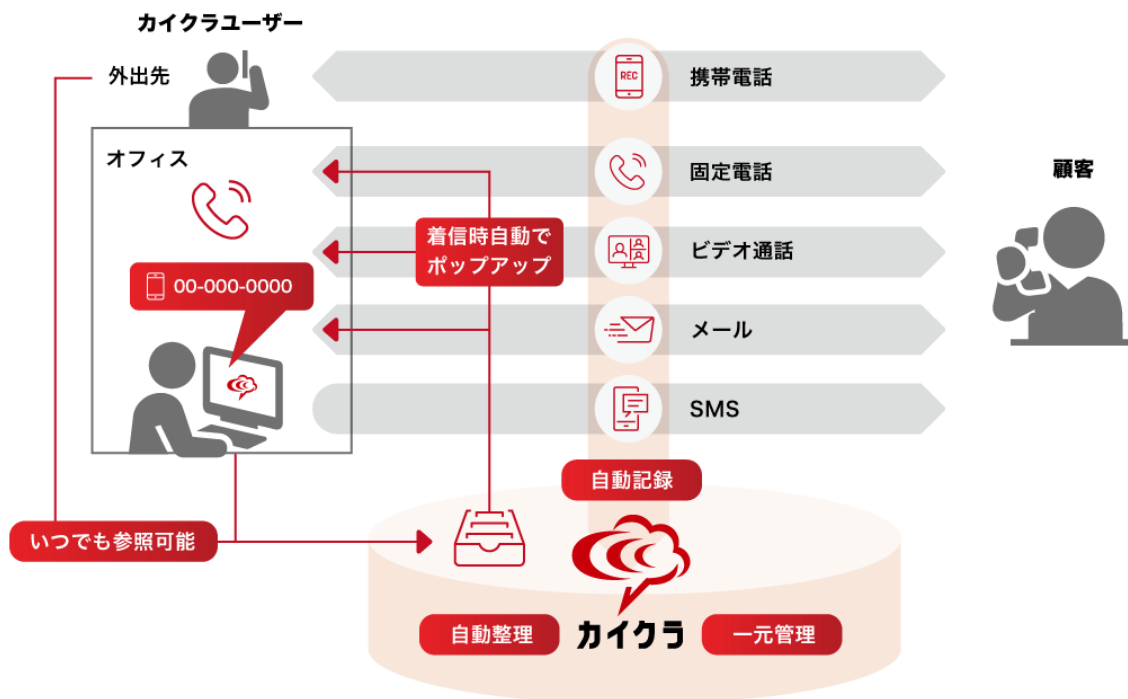 カイクラユーザー
外出先
オフィス
00-000-0000
着信時自動で
ポップアップ
REC
携帯電話
固定電話
ビデオ通話
メール
SMS
顧客
自動記録
いつでも参照可能
自動整理
カイクラ
一元管理